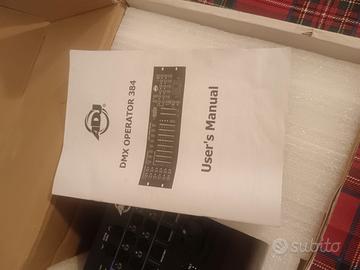 ADJ
DMX OPERATOR 384
User's Manual
subito